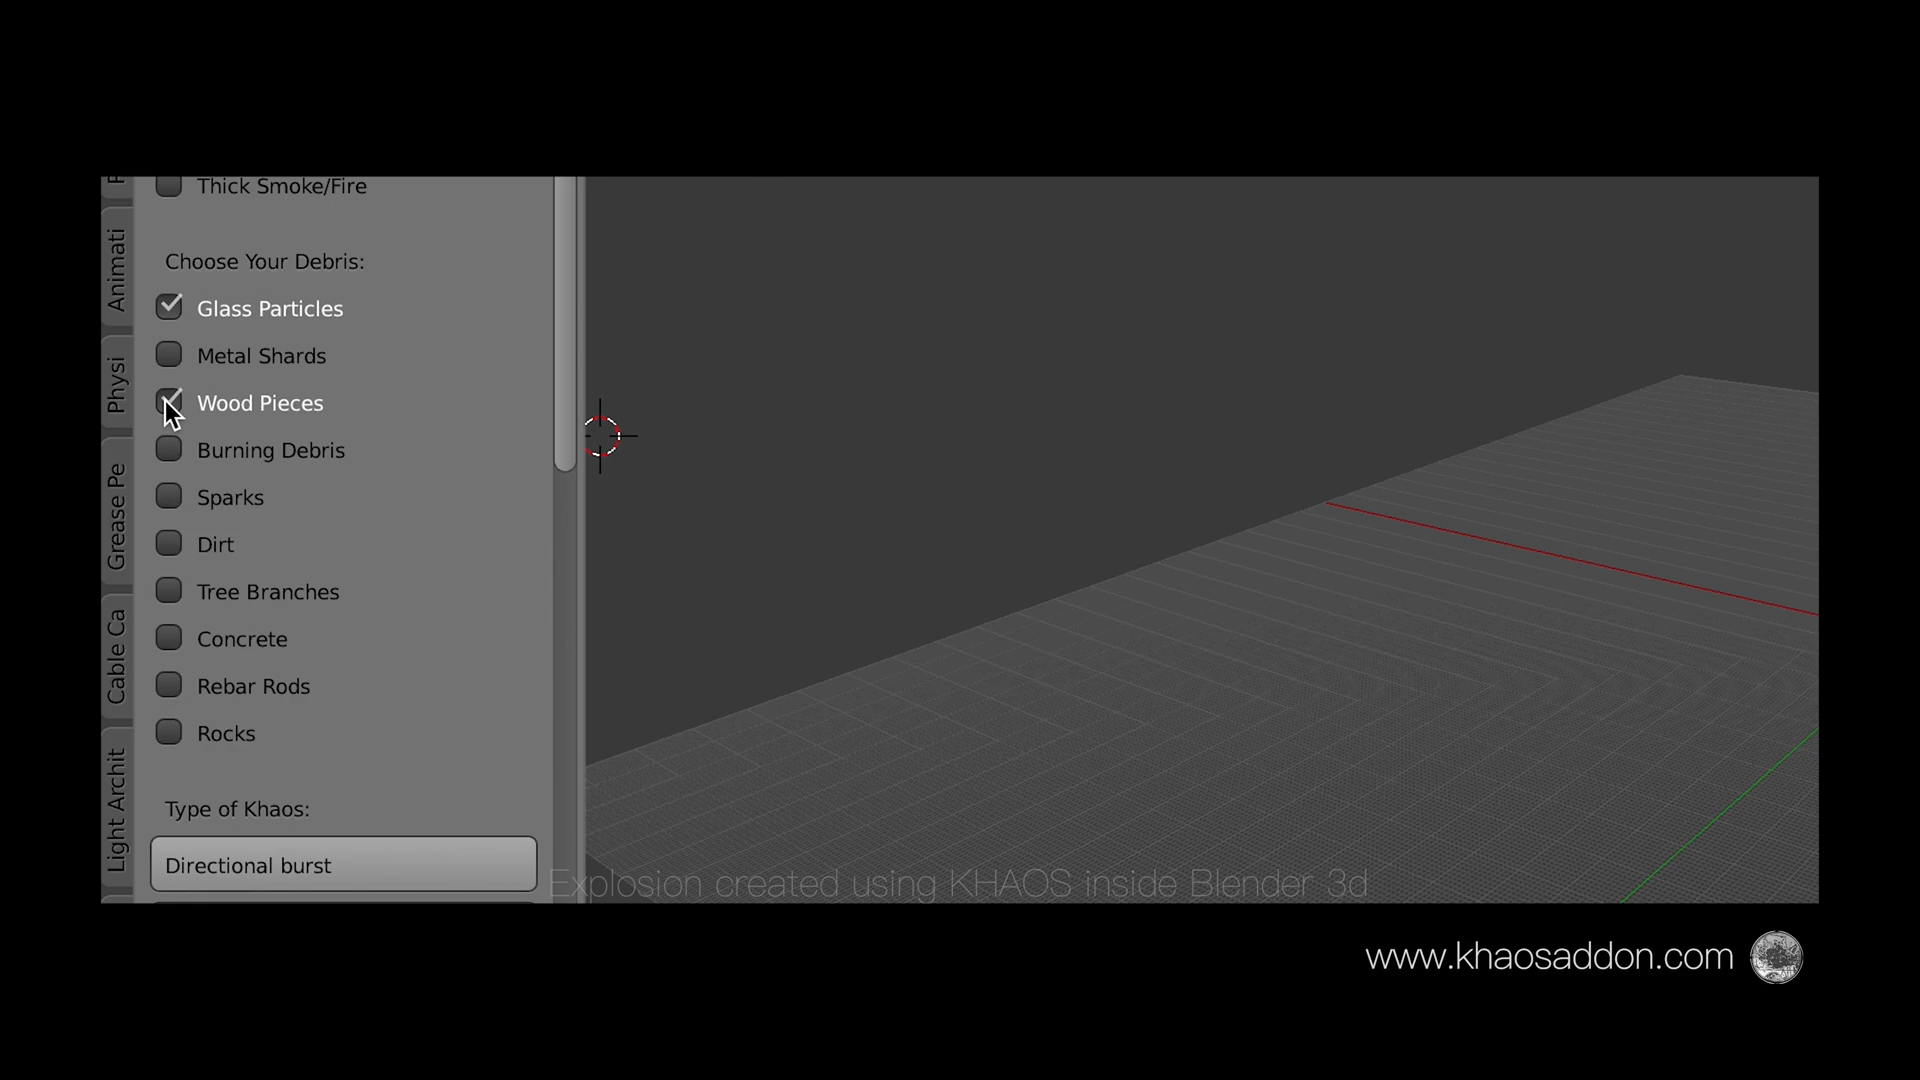 Thick Smoke/Fire
Choose Your Debris:
Glass Particles
Metal Shards
Wood Pieces
Burning Debris
Sparks
Dirt
Tree Branches
Concrete
Rebar Rods
Rocks
Type of Khaos:
Directional burst
Animati
Physi
Grease Pe
Cable Ca
Light Archit
Explosion created using KHAOS inside Blender 3d
www.khaosaddon.com